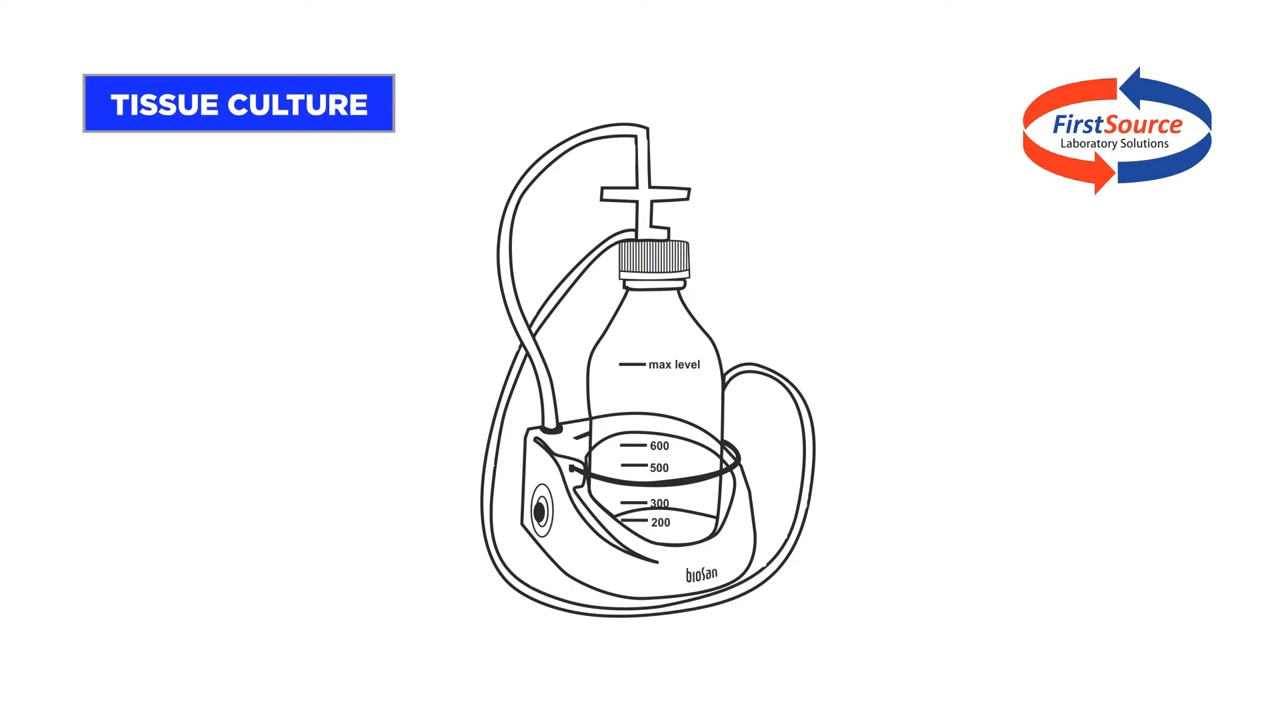 TISSUE CULTURE
FirstSource
Laboratory Solutions
max level
600
500
300
200
bioSan